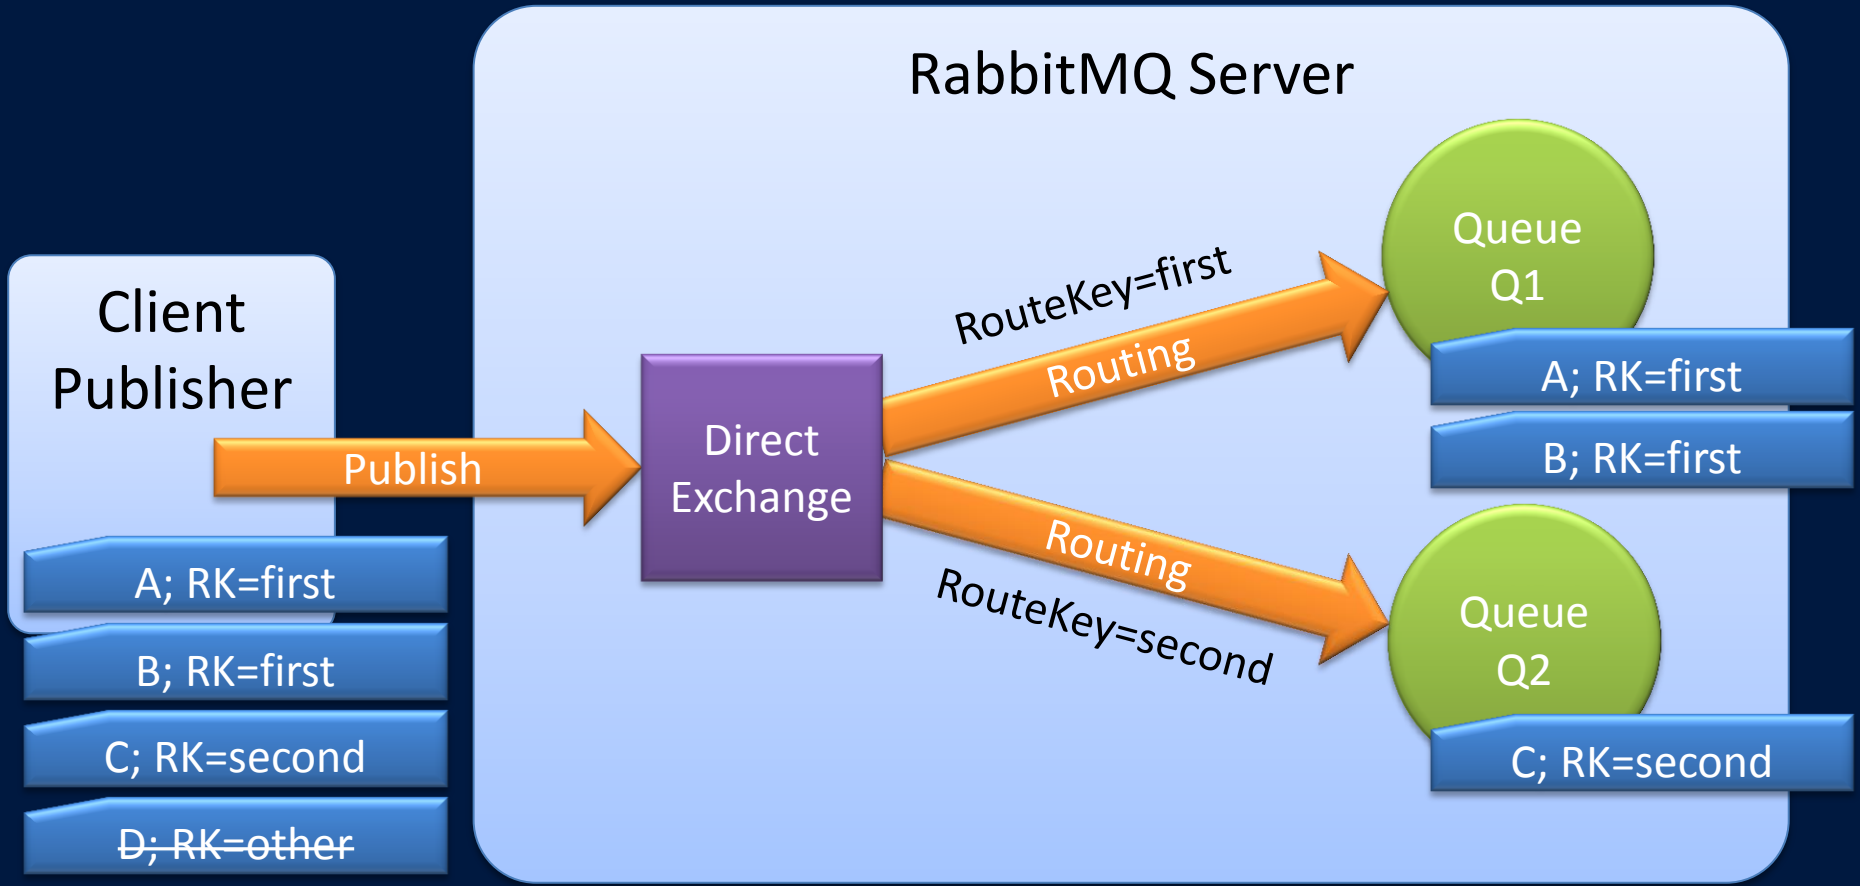 RabbitMQ Server
Client
Publisher
Publish
A; RK=first
B; RK=first
C; RK=second
D; RK=other
Direct
Exchange
RouteKey=first
Routing
Routing
RouteKey=second
Queue
Q1
A; RK=first
B; RK=first
Queue
Q2
C; RK=second